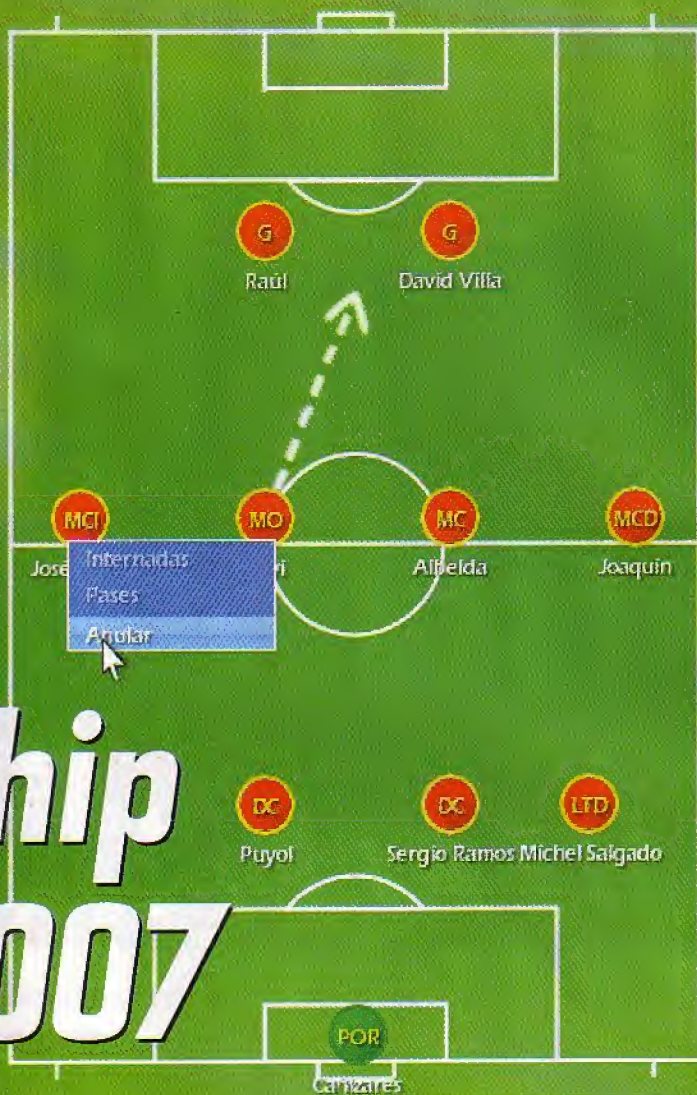 G G
Raúl David Villa
MCI MO MC MCD
José Albelda Joaquín
Internadas
Pases
Anular
hip
DC DC LTD
Puyol Sergio Ramos Michel Salgado
007
POR
Cañizares